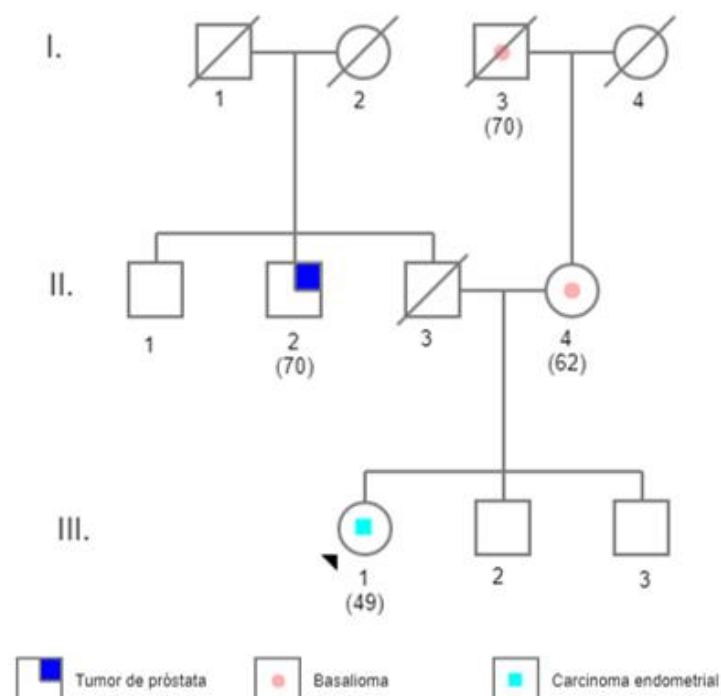 I.
1
2
3
4
(70)
II.
1
2
3
4
(70)
(62)
III.
1
2
3
(49)
Tumor de pròstata
Basalioma
Carcinoma endometrial